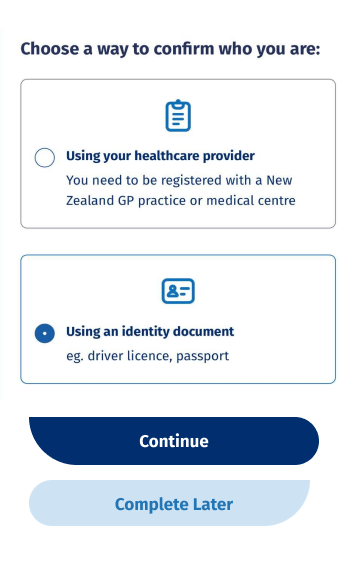 Choose a way to confirm who you are:
Using your healthcare provider
You need to be registered with a New
Zealand GP practice or medical centre
Using an identity document
eg. driver licence, passport
Continue
Complete Later